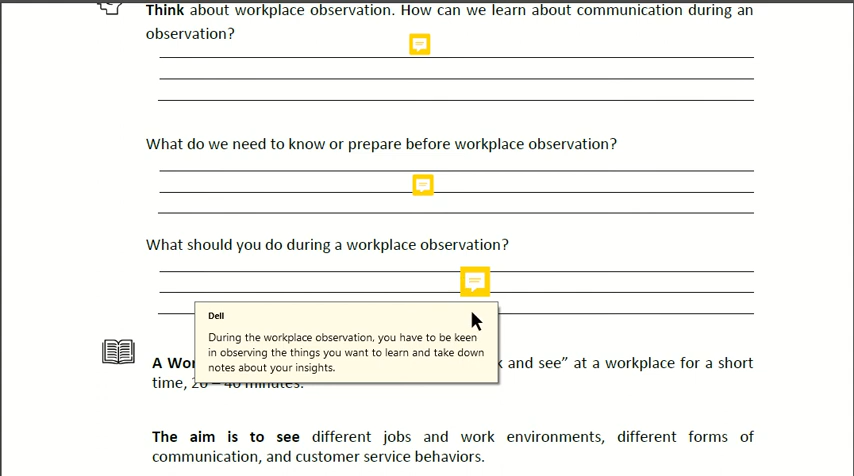 Think about workplace observation. How can we learn about communication during an
observation?
What do we need to know or prepare before workplace observation?
What should you do during a workplace observation?
Dell
During the workplace observation, you have to be keen
in observing the things you want to learn and take down
notes about your insights.
A Wor and see” at a workplace for a short
time, 20 – 40 minutes.
The aim is to see different jobs and work environments, different forms of
communication, and customer service behaviors.